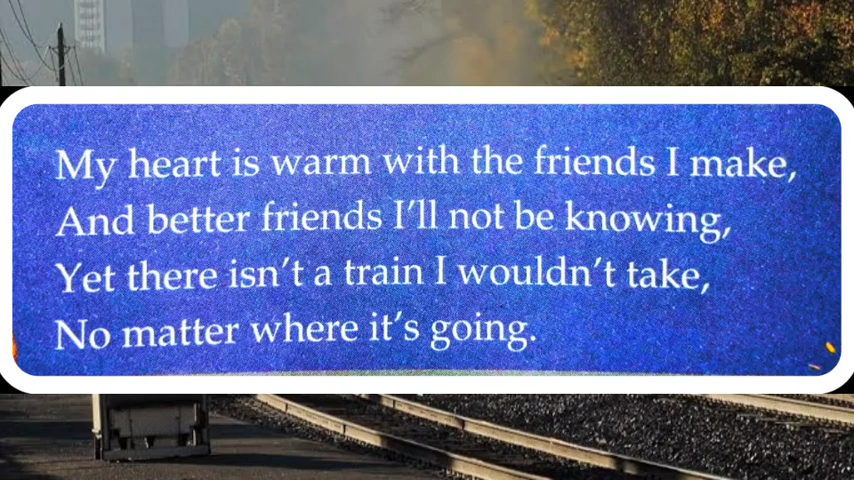 My heart is warm with the friends I make,
And better friends I'll not be knowing,
Yet there isn't a train I wouldn't take,
No matter where it's going.